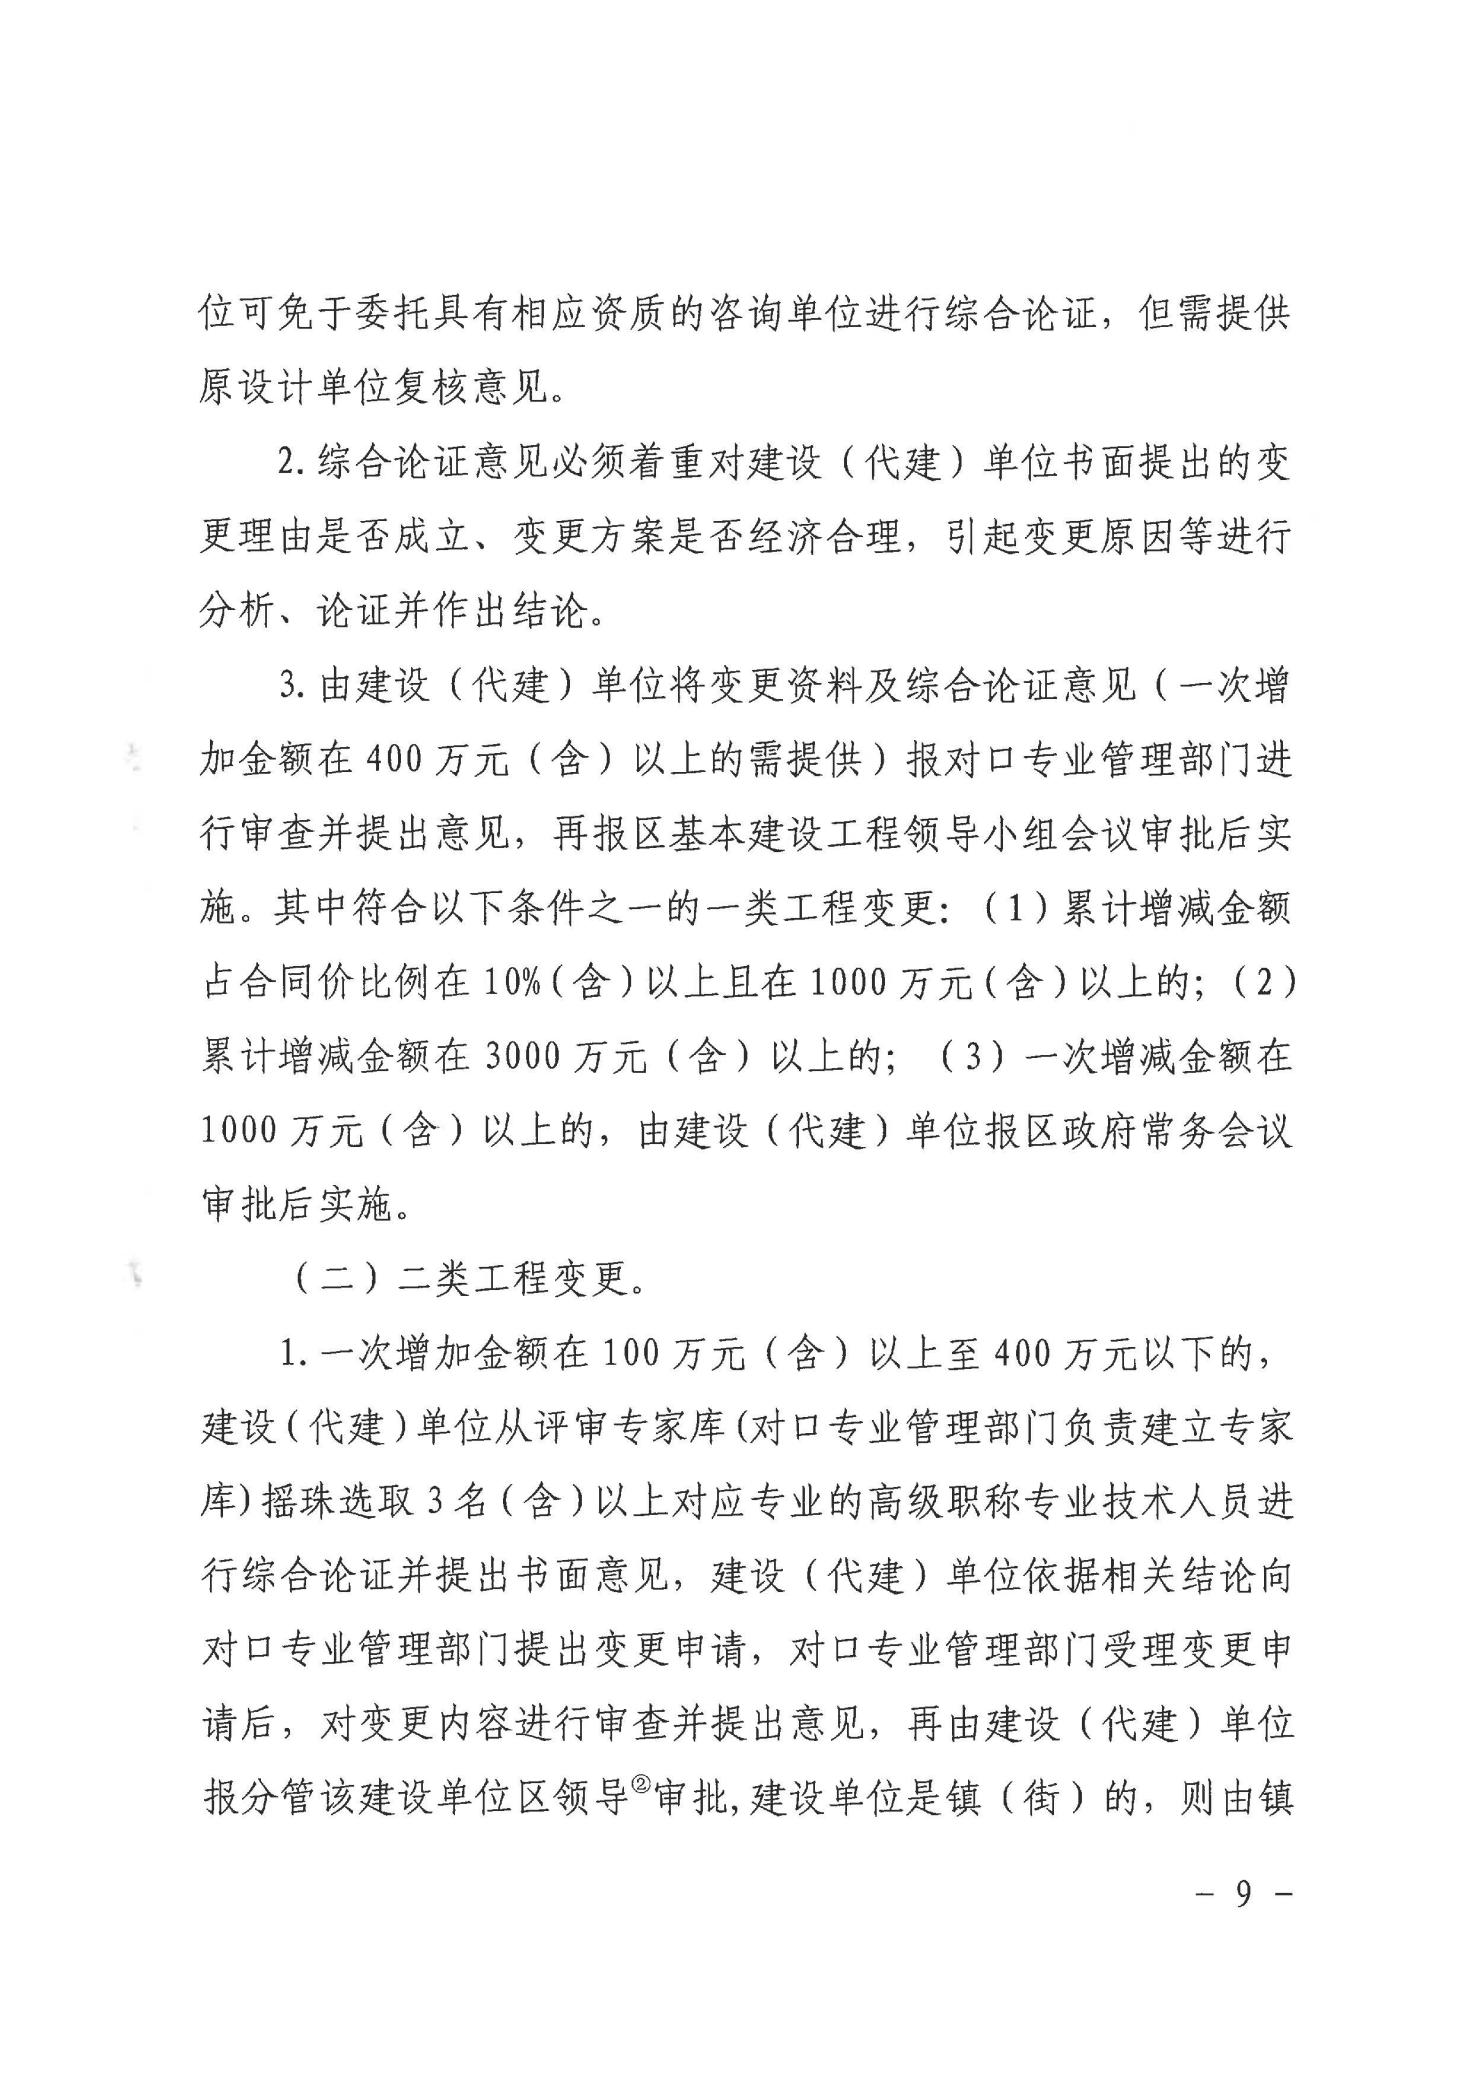 位可免于委托具有相应资质的咨询单位进行综合论证，但需提供
原设计单位复核意见。
2.综合论证意见必须着重对建设（代建）单位书面提出的变
更理由是否成立、变更方案是否经济合理，引起变更原因等进行
分析、论证并作出结论。
3.由建设（代建）单位将变更资料及综合论证意见（一次增
加金额在 400 万元（含）以上的需提供）报对口专业管理部门进
行审查并提出意见，再报区基本建设工程领导小组会议审批后实
施。其中符合以下条件之一的一类工程变更：（1）累计增减金额
占合同价比例在 10%（含）以上且在 1000 万元（含）以上的；（2）
累计增减金额在 3000 万元（含）以上的；（3）一次增减金额在
1000 万元（含）以上的，由建设（代建）单位报区政府常务会议
审批后实施。
（二）二类工程变更。
1.一次增加金额在 100 万元（含）以上至 400 万元以下的，
建设（代建）单位从评审专家库(对口专业管理部门负责建立专家
库)摇珠选取 3 名（含）以上对应专业的高级职称专业技术人员进
行综合论证并提出书面意见，建设（代建）单位依据相关结论向
对口专业管理部门提出变更申请，对口专业管理部门受理变更申
请后，对变更内容进行审查并提出意见，再由建设（代建）单位
报分管该建设单位区领导②审批,建设单位是镇（街）的，则由镇
- 9 -